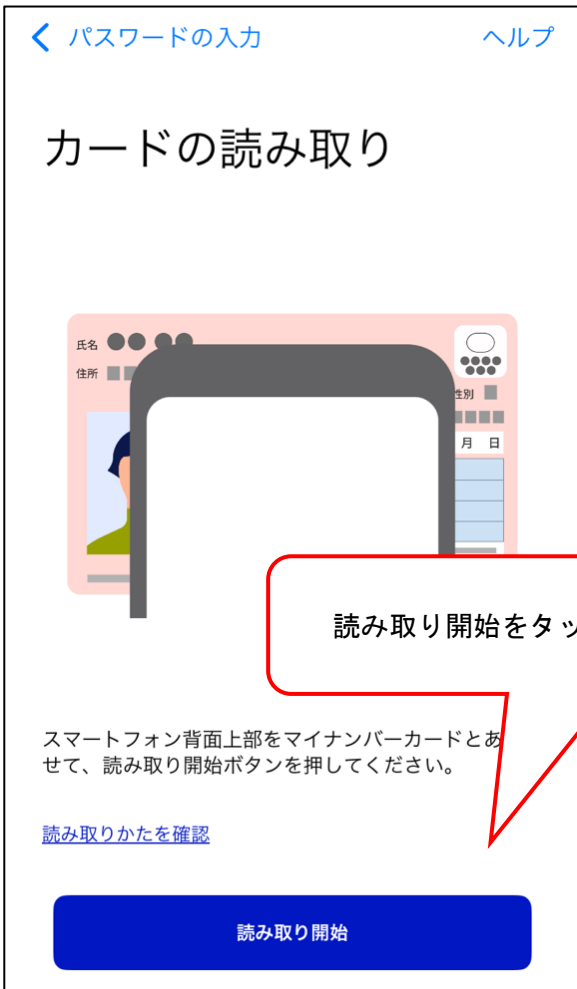 パスワードの入力 ヘルプ
カードの読み取り
氏名
住所
性別
月 日
読み取り開始をタッ
スマートフォン背面上部をマイナンバーカードとあ
せて、読み取り開始ボタンを押してください。
読み取りかたを確認
読み取り開始